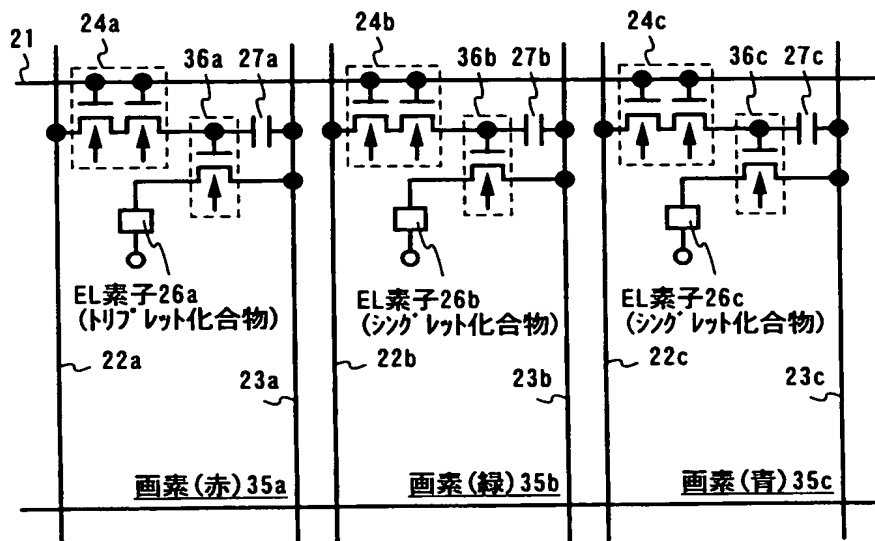 21
24a
36a
27a
24b
36b
27b
24c
36c
27c
EL素子26a
(トリプレット化合物)
EL素子26b
(シングレット化合物)
EL素子26c
(シングレット化合物)
22a
23a
22b
23b
22c
23c
画素(赤)35a
画素(緑)35b
画素(青)35c